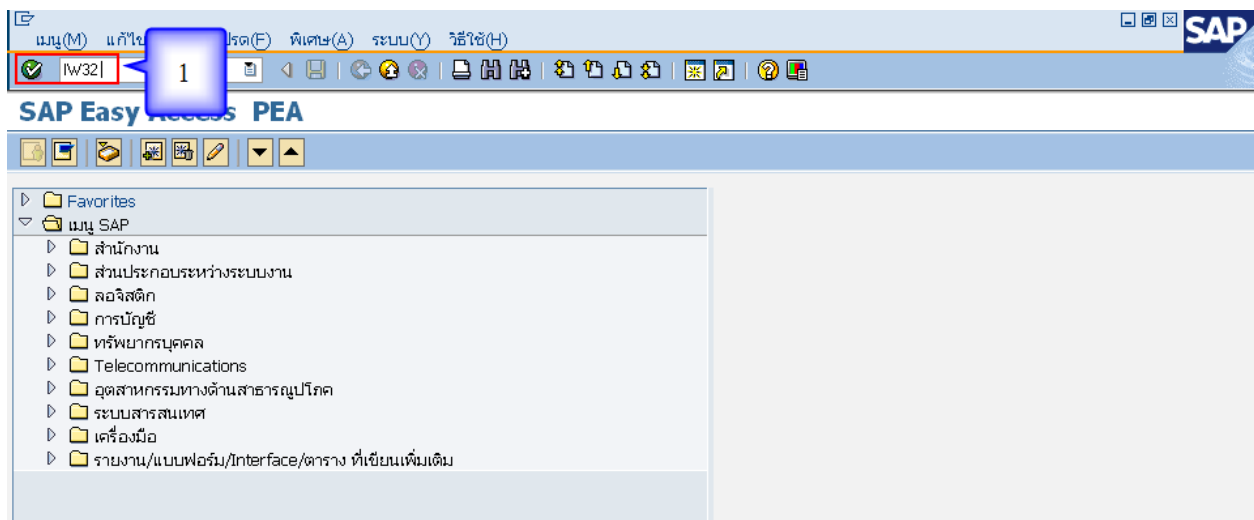 เมนู(M) แก้ไข โปรด(F) พิเศษ(A) ระบบ(Y) วิธีใช้(H)
SAP
IW32
1
SAP Easy Access PEA
Favorites
เมนู SAP
สำนักงาน
ส่วนประกอบระหว่างระบบงาน
ลอจิสติก
การบัญชี
ทรัพยากรบุคคล
Telecommunications
อุตสาหกรรมทางด้านสาธารณูปโภค
ระบบสารสนเทศ
เครื่องมือ
รายงาน/แบบฟอร์ม/Interface/ตาราง ที่เขียนเพิ่มเติม